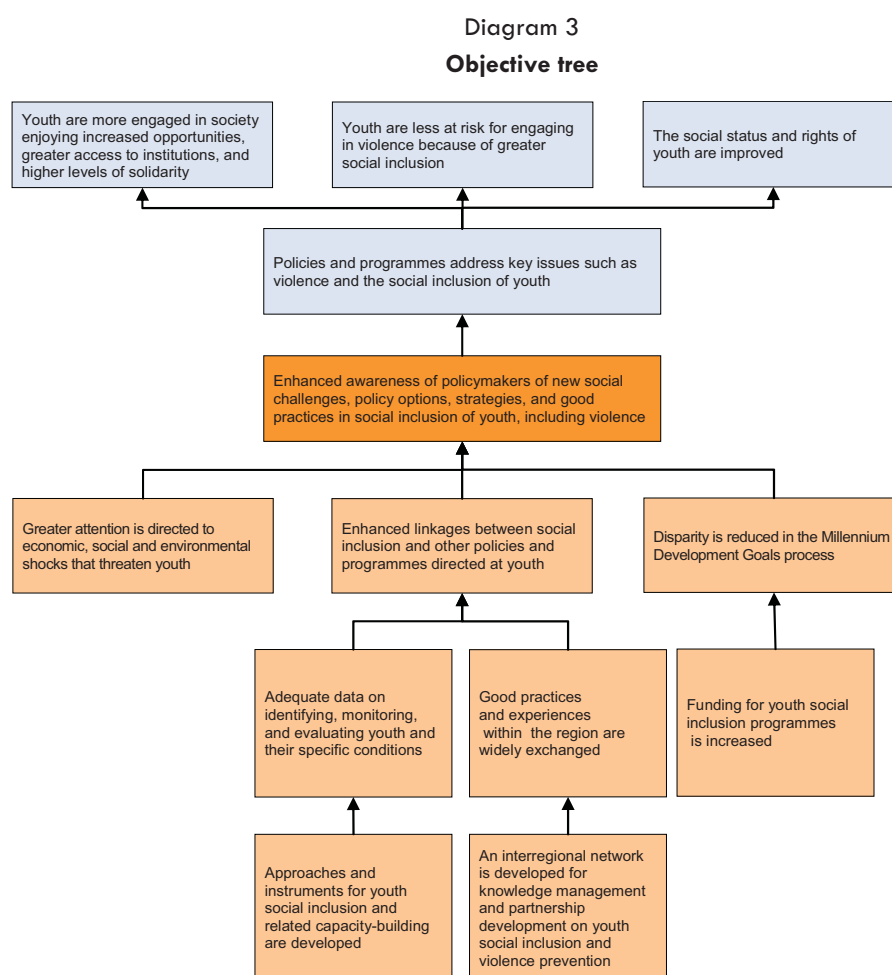 Diagram 3
Objective tree
Youth are more engaged in society
enjoying increased opportunities,
greater access to institutions, and
higher levels of solidarity
Youth are less at risk for engaging
in violence because of greater
social inclusion
The social status and rights of
youth are improved
Policies and programmes address key issues such as
violence and the social inclusion of youth
Enhanced awareness of policymakers of new social
challenges, policy options, strategies, and good
practices in social inclusion of youth, including violence
Greater attention is directed to
economic, social and environmental
shocks that threaten youth
Enhanced linkages between social
inclusion and other policies and
programmes directed at youth
Disparity is reduced in the Millennium
Development Goals process
Adequate data on
identifying, monitoring,
and evaluating youth and
their specific conditions
Good practices
and experiences
within the region are
widely exchanged
Funding for youth social
inclusion programmes
is increased
Approaches and
instruments for youth
social inclusion and
related capacity-building
are developed
An interregional network
is developed for
knowledge management
and partnership
development on youth
social inclusion and
violence prevention